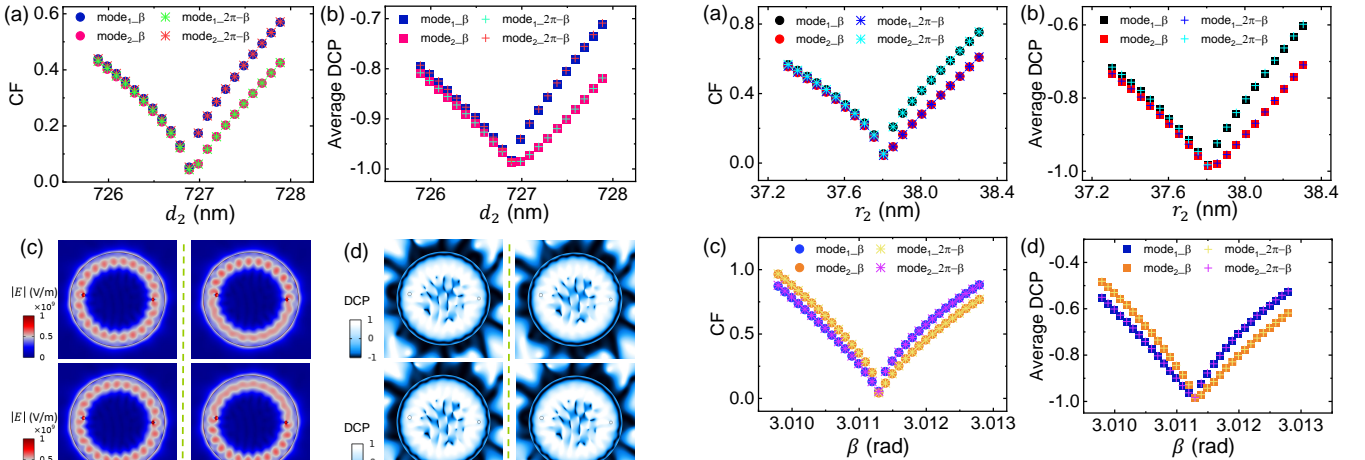 (a)
mode₁_β
mode₁_2π-β
mode₂_β
mode₂_2π-β
CF
0.6
0.4
0.2
0.0
726
727
728
d₂ (nm)
(b)
mode₁_β
mode₁_2π-β
mode₂_β
mode₂_2π-β
Average DCP
-0.7
-0.8
-0.9
-1.0
726
727
728
d₂ (nm)
(c)
|E| (V/m)
×10⁹
1
0.5
0
|E| (V/m)
×10⁹
1
0.5
(d)
DCP
1
0
-1
DCP
1
0
(a)
mode₁_β
mode₁_2π-β
mode₂_β
mode₂_2π-β
CF
0.8
0.4
0.0
37.2
37.6
38.0
38.4
r₂ (nm)
(b)
mode₁_β
mode₁_2π-β
mode₂_β
mode₂_2π-β
Average DCP
-0.6
-0.8
-1.0
37.2
37.6
38.0
38.4
r₂ (nm)
(c)
mode₁_β
mode₁_2π-β
mode₂_β
mode₂_2π-β
CF
1.0
0.5
0.0
3.010
3.011
3.012
3.013
β (rad)
(d)
mode₁_β
mode₁_2π-β
mode₂_β
mode₂_2π-β
Average DCP
-0.4
-0.6
-0.8
-1.0
3.010
3.011
3.012
3.013
β (rad)